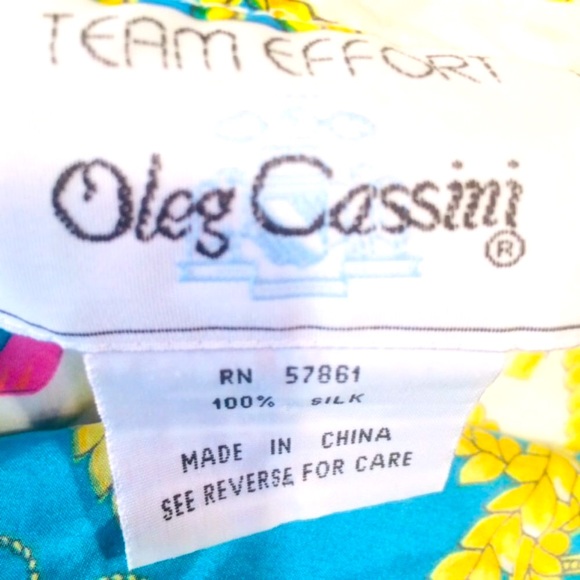 TEAM EFFORT
Oleg Cassini ®
RN 57861
100% SILK
MADE IN CHINA
SEE REVERSE FOR CARE